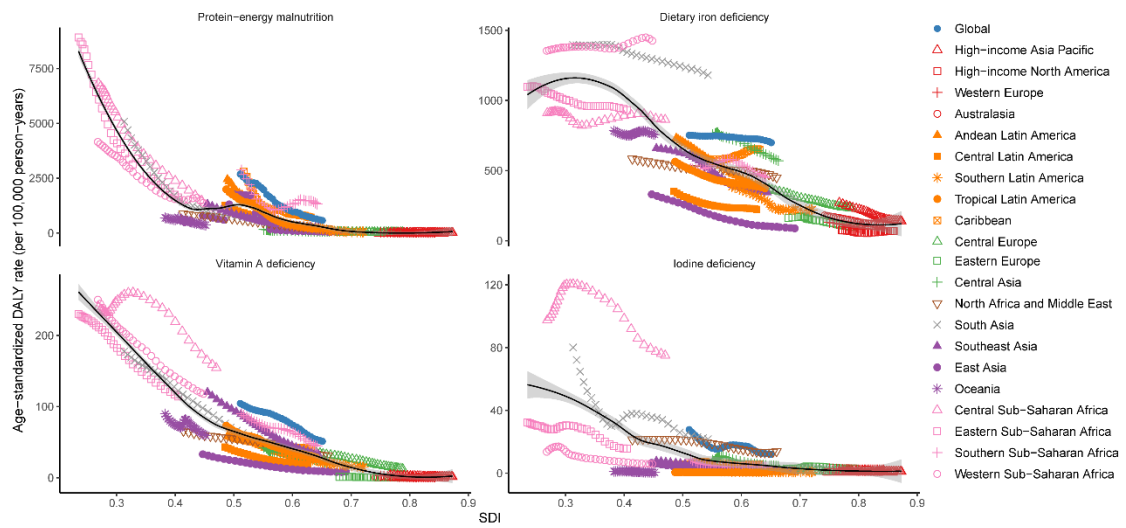 Protein−energy malnutrition
Dietary iron deficiency
7500
5000
2500
0
1500
1000
500
0
Vitamin A deficiency
Iodine deficiency
200
100
0
120
80
40
0
0.3 0.4 0.5 0.6 0.7 0.8 0.9
0.3 0.4 0.5 0.6 0.7 0.8 0.9
SDI
Age−standardized DALY rate (per 100,000 person−years)
Global
High−income Asia Pacific
High−income North America
Western Europe
Australasia
Andean Latin America
Central Latin America
Southern Latin America
Tropical Latin America
Caribbean
Central Europe
Eastern Europe
Central Asia
North Africa and Middle East
South Asia
Southeast Asia
East Asia
Oceania
Central Sub−Saharan Africa
Eastern Sub−Saharan Africa
Southern Sub−Saharan Africa
Western Sub−Saharan Africa